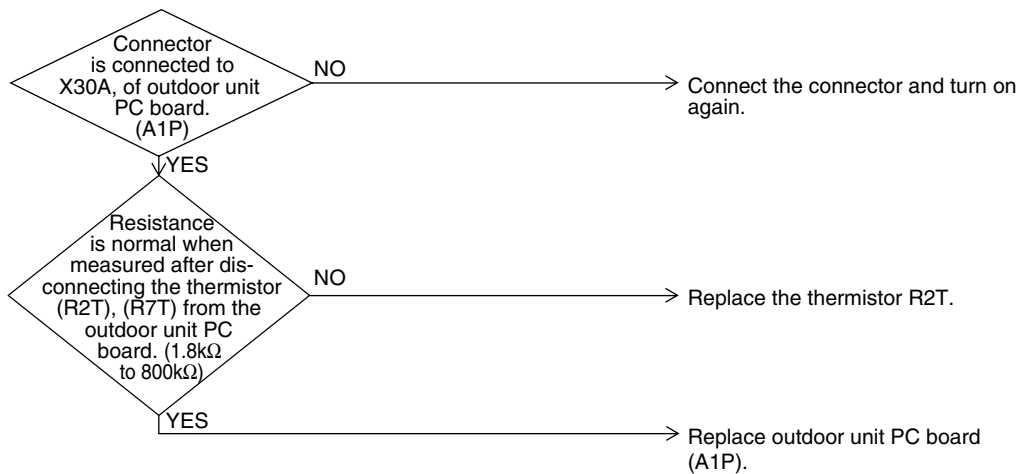 Connector
is connected to
X30A, of outdoor unit
PC board.
(A1P)
NO
Connect the connector and turn on
again.
YES
Resistance
is normal when
measured after dis-
connecting the thermistor
(R2T), (R7T) from the
outdoor unit PC
board. (1.8kΩ
to 800kΩ)
NO
Replace the thermistor R2T.
YES
Replace outdoor unit PC board
(A1P).